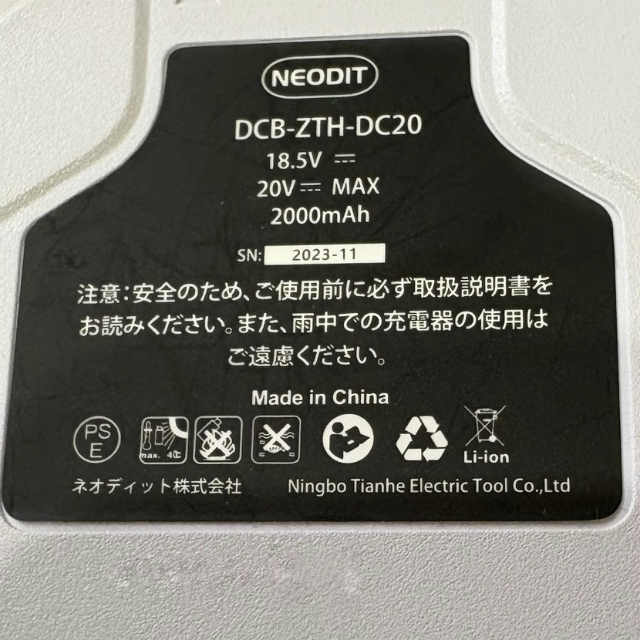 NEODIT
DCB-ZTH-DC20
18.5V ⎓
20V ⎓ MAX
2000mAh
SN: 2023-11
注意:安全のため、ご使用前に必ず取扱説明書を
お読みください。また、雨中での充電器の使用は
ご遠慮ください。
Made in China
PS
E
max.
Li-ion
ネオディット株式会社 Ningbo Tianhe Electric Tool Co.,Ltd